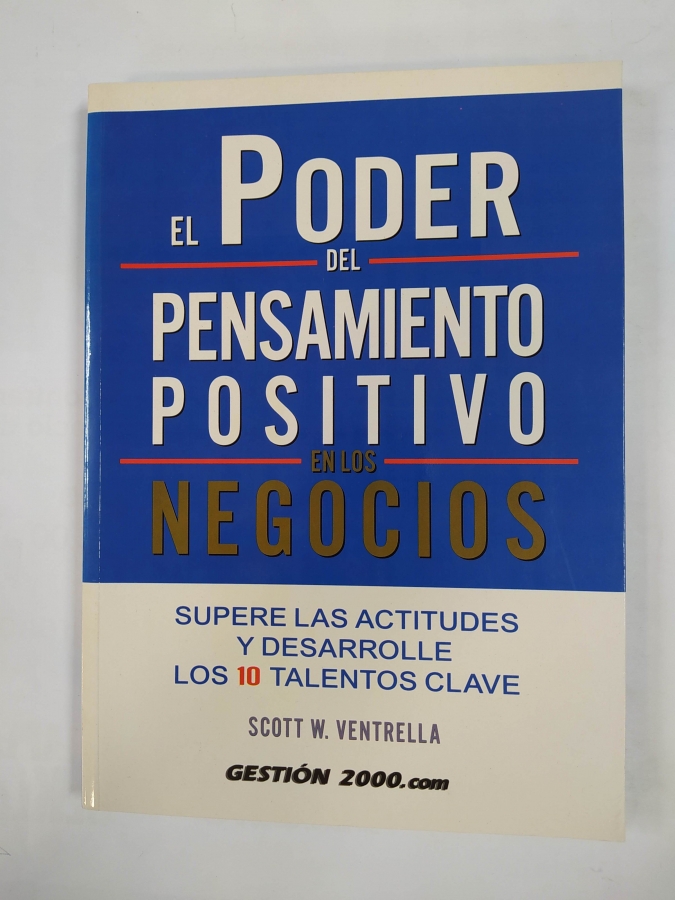 EL PODER
DEL
PENSAMIENTO
POSITIVO
EN LOS
NEGOCIOS
SUPERE LAS ACTITUDES
Y DESARROLLE
LOS 10 TALENTOS CLAVE
SCOTT W. VENTRELLA
GESTIÓN 2000.com